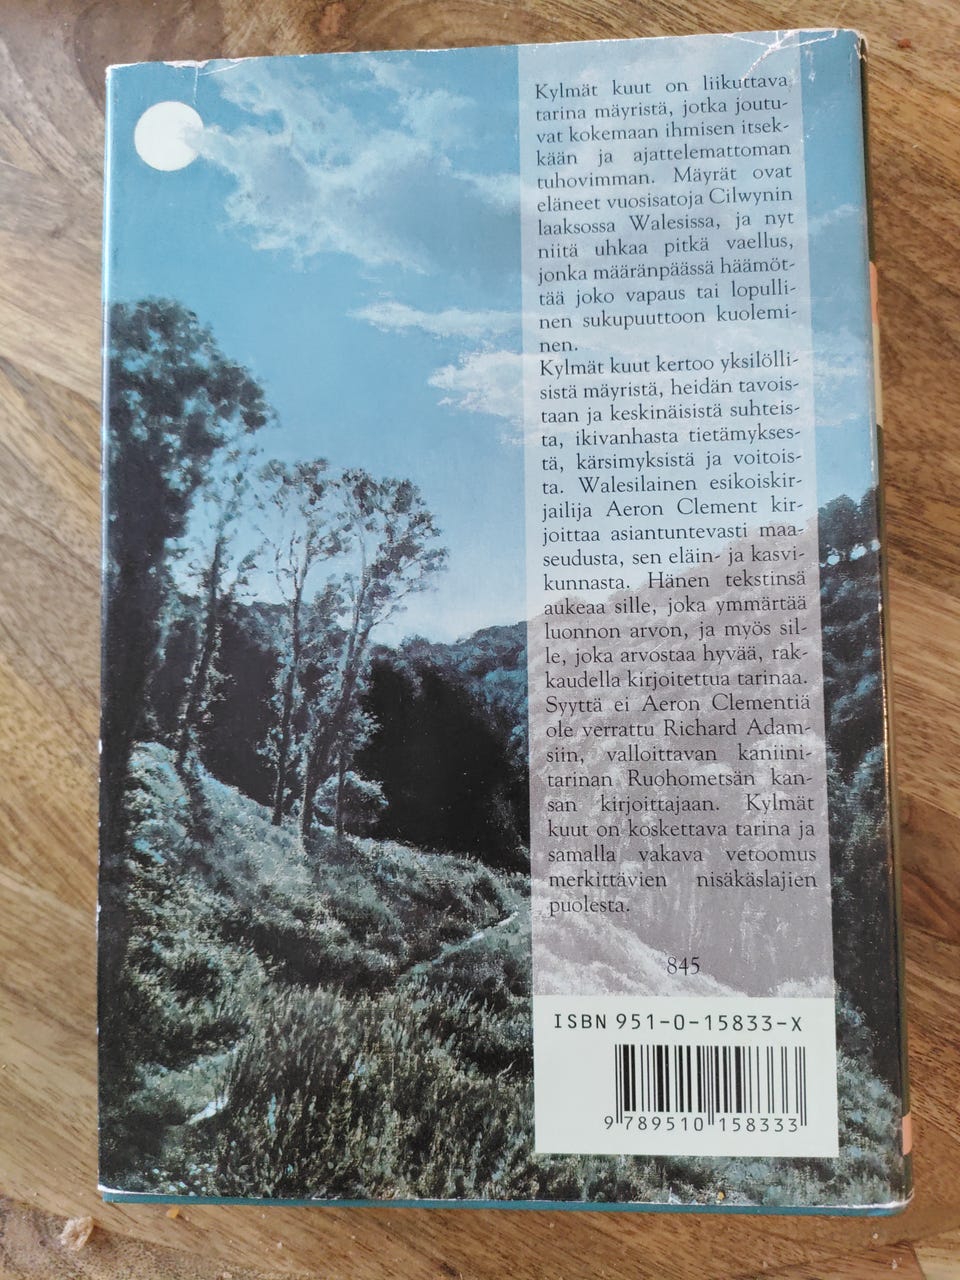 Kylmät kuut on liikuttava
tarina mäyristä, jotka joutu-
vat kokemaan ihmisen itsek-
kään ja ajattelemattoman
tuhovimman. Mäyrät ovat
eläneet vuosisatoja Cilwynin
laaksossa Walesissa, ja nyt
niitä uhkaa pitkä vaellus,
jonka määränpäässä häämöt-
tää joko vapaus tai lopulli-
nen sukupuuttoon kuolemi-
nen.
Kylmät kuut kertoo yksilölli-
sistä mäyristä, heidän tavois-
taan ja keskinäisistä suhteis-
ta, ikivanhasta tietämykses-
tä, kärsimyksistä ja voitois-
ta. Walesilainen esikoiskir-
jailija Aeron Clement kir-
joittaa asiantuntevasti maa-
seudusta, sen eläin- ja kasvi-
kunnasta. Hänen tekstinsä
aukeaa sille, joka ymmärtää
luonnon arvon, ja myös sil-
le, joka arvostaa hyvää, rak-
kaudella kirjoitettua tarinaa.
Syyttä ei Aeron Clementiä
ole verrattu Richard Adam-
siin, valloittavan kaniini-
tarinan Ruohometsän kan-
san kirjoittajaan. Kylmät
kuut on koskettava tarina ja
samalla vakava vetoomus
merkittävien nisäkäslajien
puolesta.
845
ISBN 951-0-15833-X
9 789510 158333